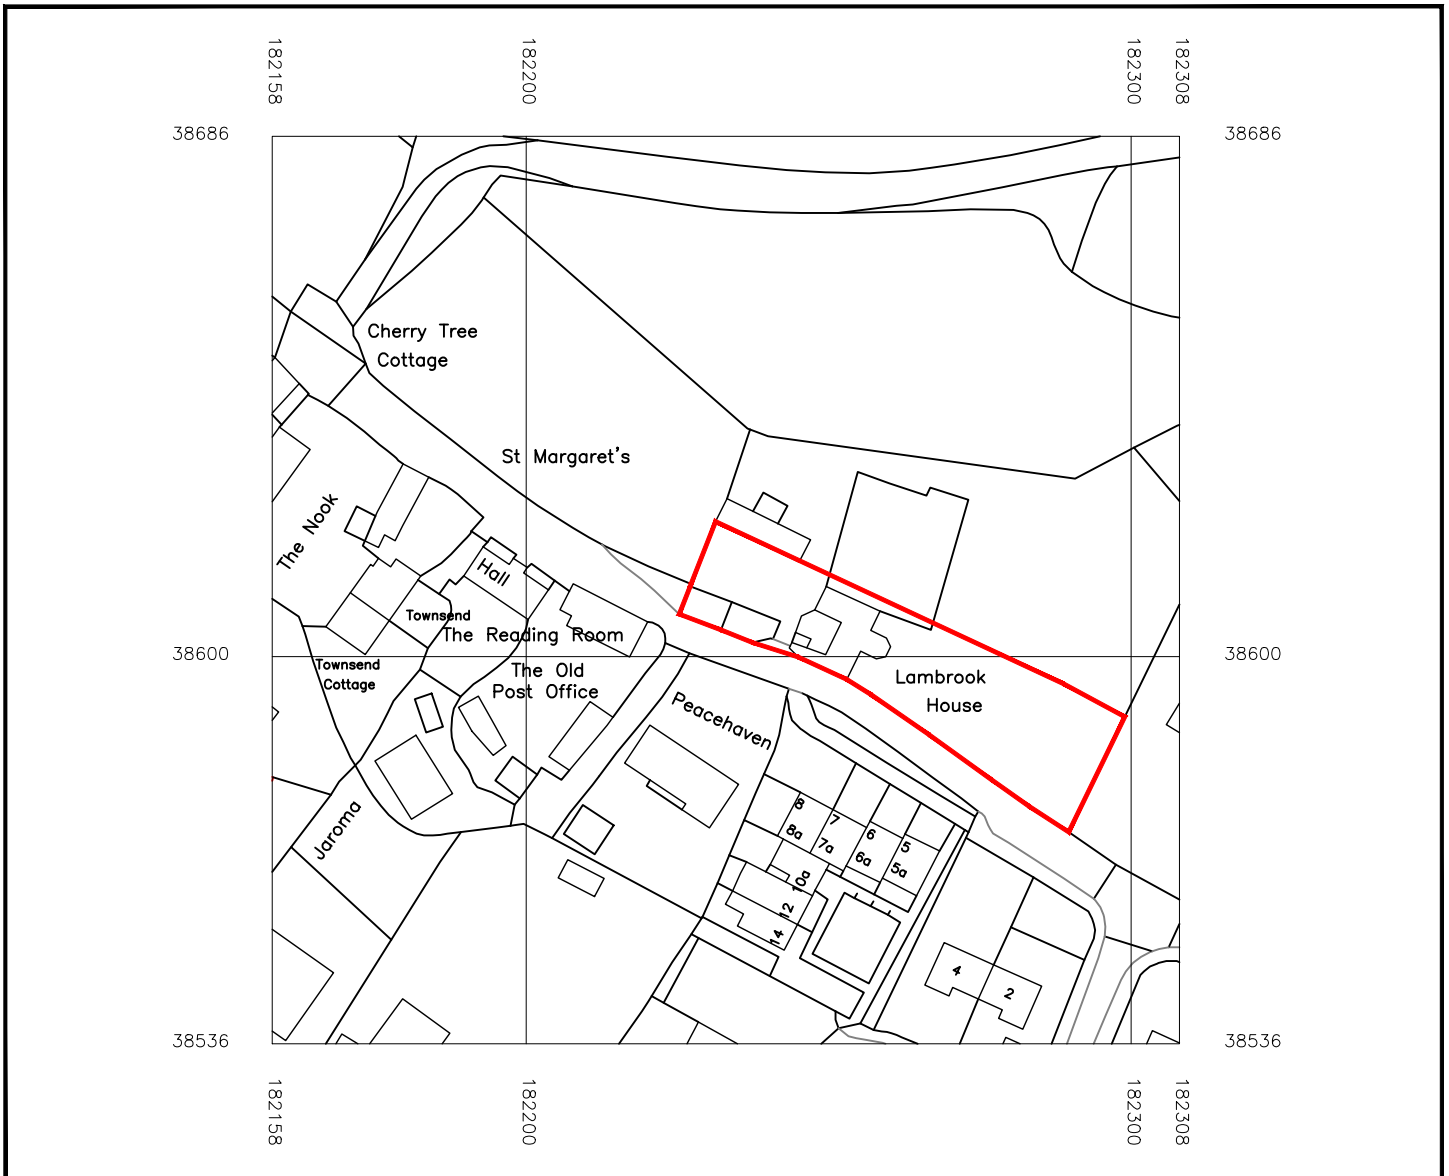 182158
182200
182300
182308
38686
38686
Cherry Tree
Cottage
St Margaret's
The Nook
Hall
Townsend
The Reading Room
38600
38600
Townsend
Cottage
The Old
Post Office
Lambrook
House
Peacehaven
Jaroma
8
7
6
5
8a
7a
6a
5a
10a
12
14
4
2
38536
38536
182158
182200
182300
182308